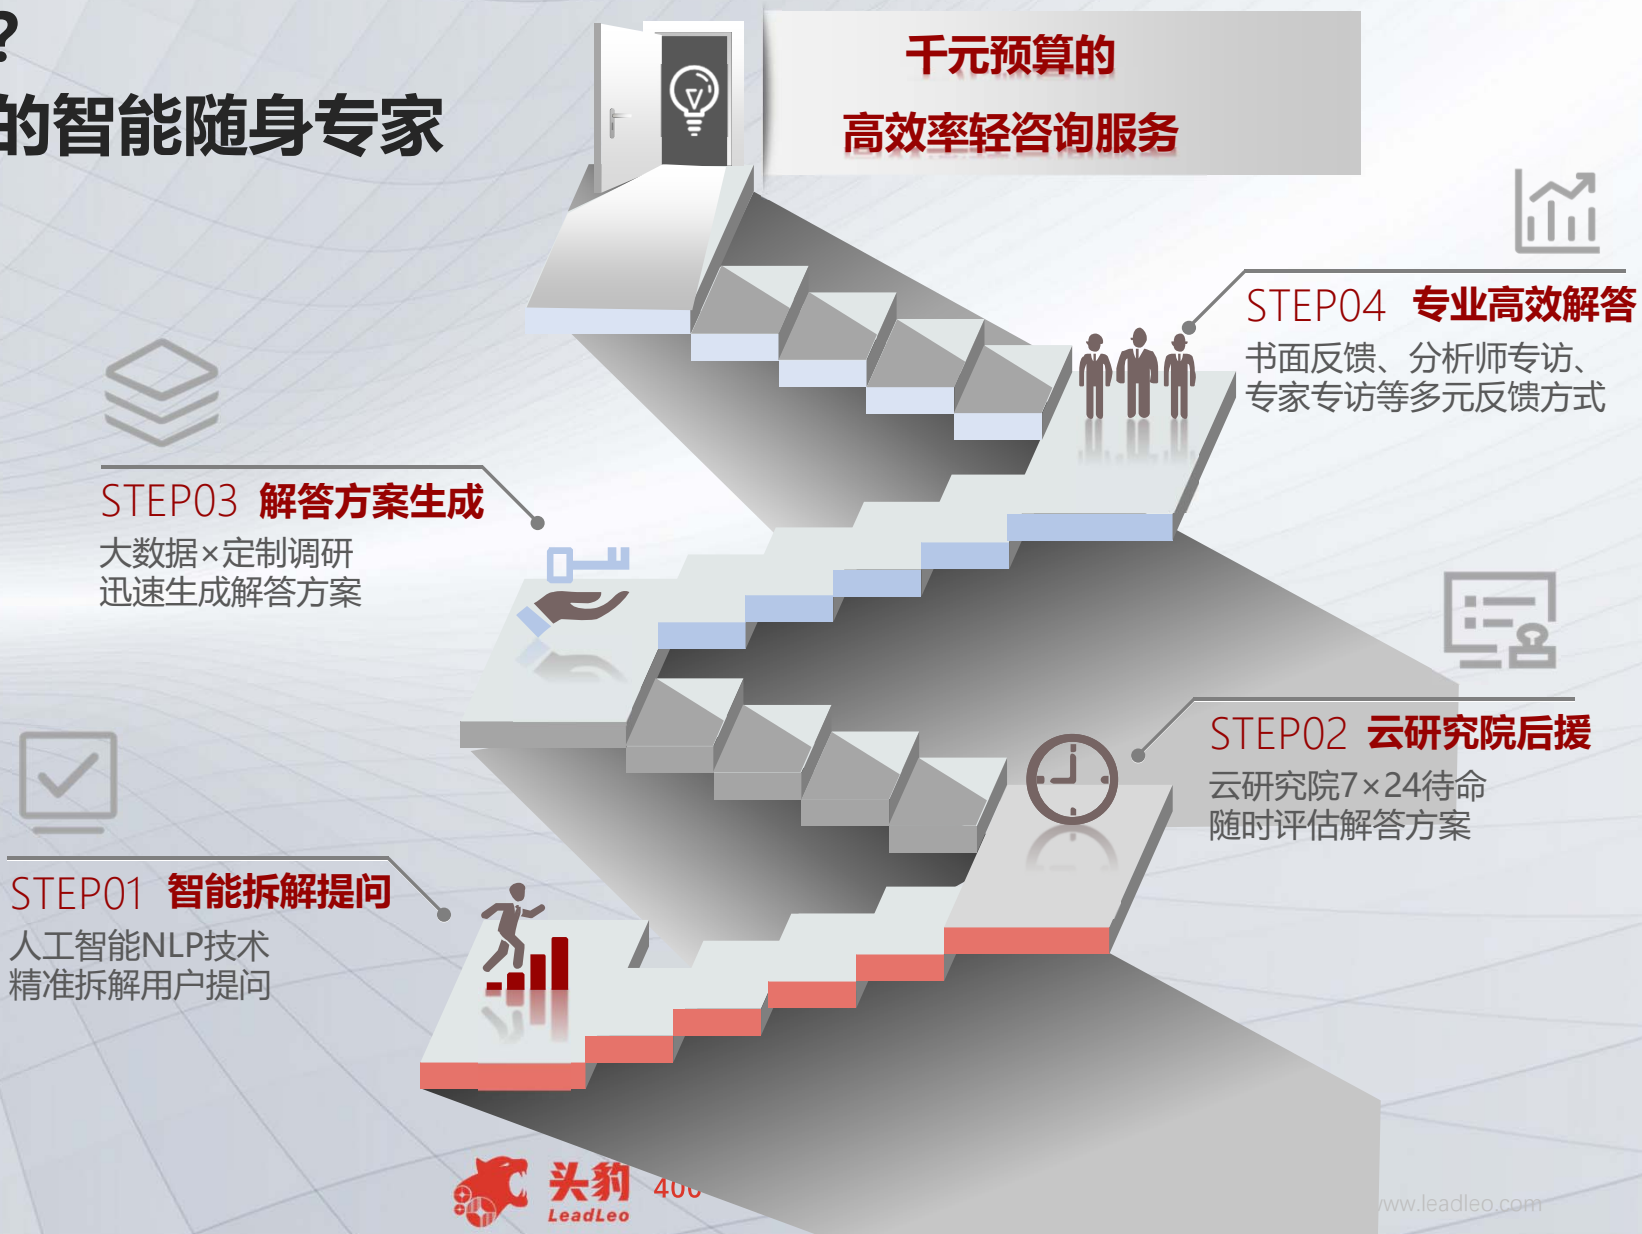 ？
的智能随身专家
千元预算的
高效率轻咨询服务
STEP04 专业高效解答
书面反馈、分析师专访、
专家专访等多元反馈方式
STEP03 解答方案生成
大数据×定制调研
迅速生成解答方案
STEP02 云研究院后援
云研究院7×24待命
随时评估解答方案
STEP01 智能拆解提问
人工智能NLP技术
精准拆解用户提问
头豹
LeadLeo
400
www.leadleo.com